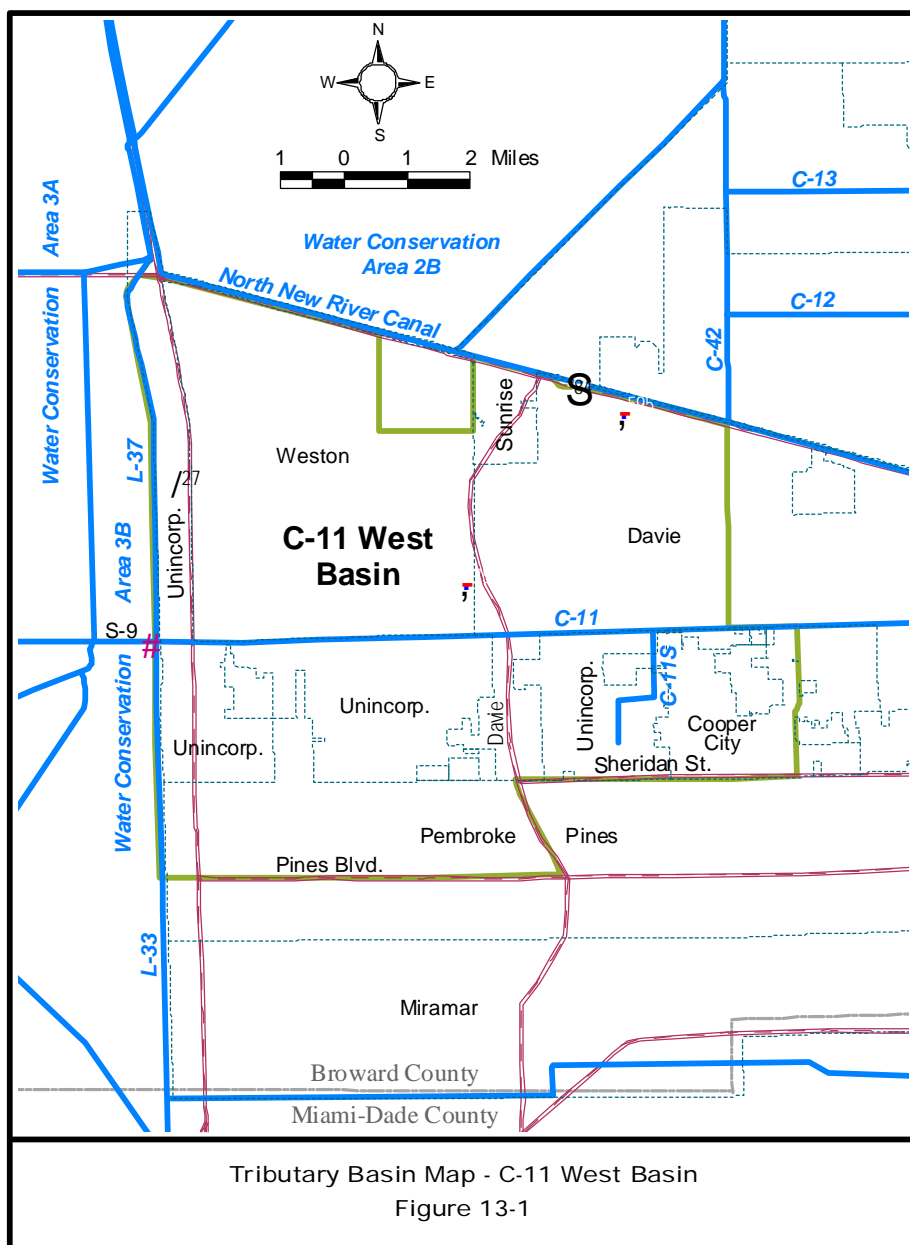 N
W E
S
1 0 1 2 Miles
Water Conservation
Area 2B
North New River Canal
C-13
C-12
C-42
Water Conservation Area 3A
L-37
Weston
Sunrise
S
27
Unincorp.
C-11 West
Basin
Davie
Water Conservation Area 3B
S-9
#
C-11
C-11S
Unincorp.
Unincorp.
Davie
Unincorp.
Cooper
City
Sheridan St.
Pembroke Pines
Pines Blvd.
L-33
Miramar
Broward County
Miami-Dade County
Tributary Basin Map - C-11 West Basin
Figure 13-1